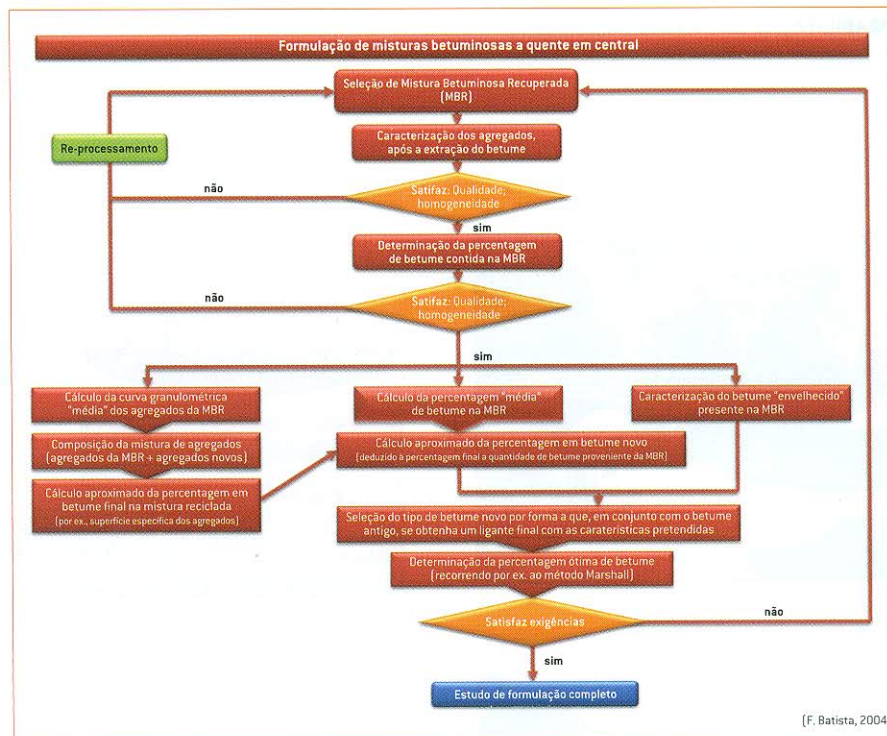 Formulação de misturas betuminosas a quente em central
Seleção de Mistura Betuminosa Recuperada
(MBR)
Caracterização dos agregados,
após a extração do betume
Re-processamento
não
Satifaz: Qualidade;
homogeneidade
sim
Determinação da percentagem
de betume contida na MBR
não
Satifaz: Qualidade;
homogeneidade
sim
Cálculo da curva granulométrica
"média" dos agregados da MBR
Cálculo da percentagem "média"
de betume na MBR
Caracterização do betume "envelhecido"
presente na MBR
Composição da mistura de agregados
(agregados da MBR + agregados novos)
Cálculo aproximado da percentagem em betume novo
(deduzido à percentagem final a quantidade de betume proveniente da MBR)
Cálculo aproximado da percentagem em
betume final na mistura reciclada
(por ex., superfície específica dos agregados)
Seleção do tipo de betume novo por forma a que, em conjunto com o betume
antigo, se obtenha um ligante final com as caraterísticas pretendidas
Determinação da percentagem ótima de betume
(recorrendo por ex. ao método Marshall)
Satisfaz exigências
não
sim
Estudo de formulação completo
(F. Batista, 2004